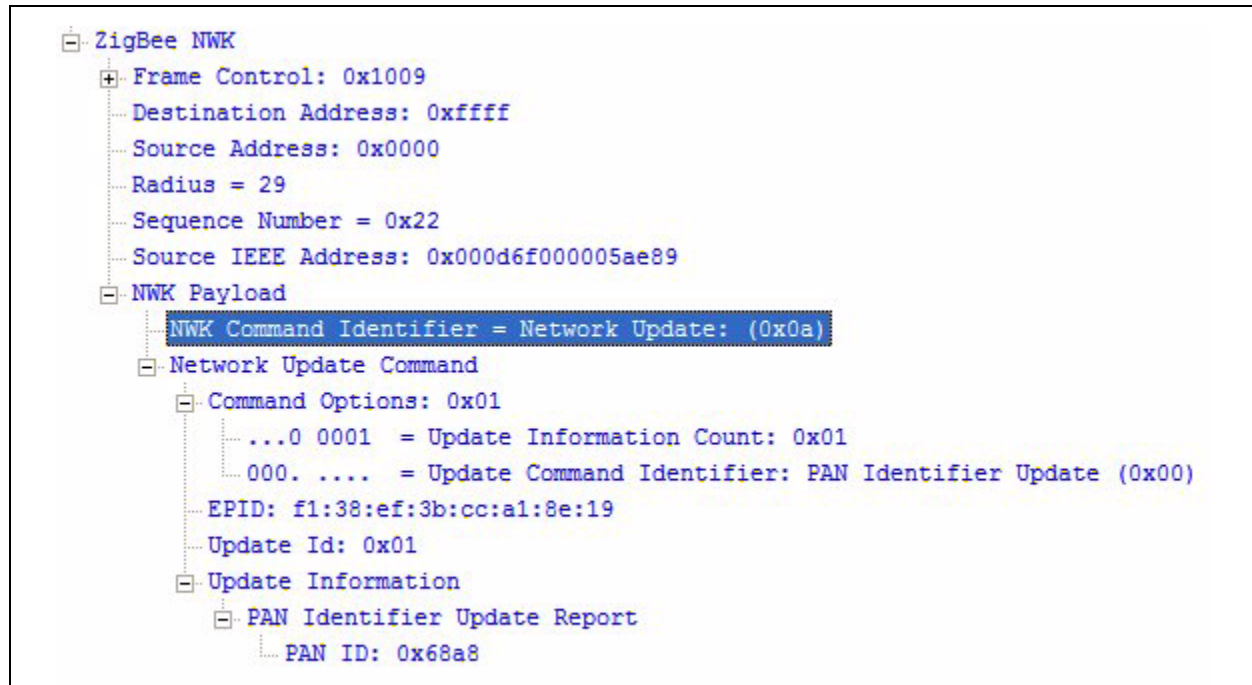 ZigBee NWK
Frame Control: 0x1009
Destination Address: 0xffff
Source Address: 0x0000
Radius = 29
Sequence Number = 0x22
Source IEEE Address: 0x000d6f000005ae89
NWK Payload
NWK Command Identifier = Network Update: (0x0a)
Network Update Command
Command Options: 0x01
...0 0001 = Update Information Count: 0x01
000. .... = Update Command Identifier: PAN Identifier Update (0x00)
EPID: f1:38:ef:3b:cc:a1:8e:19
Update Id: 0x01
Update Information
PAN Identifier Update Report
PAN ID: 0x68a8